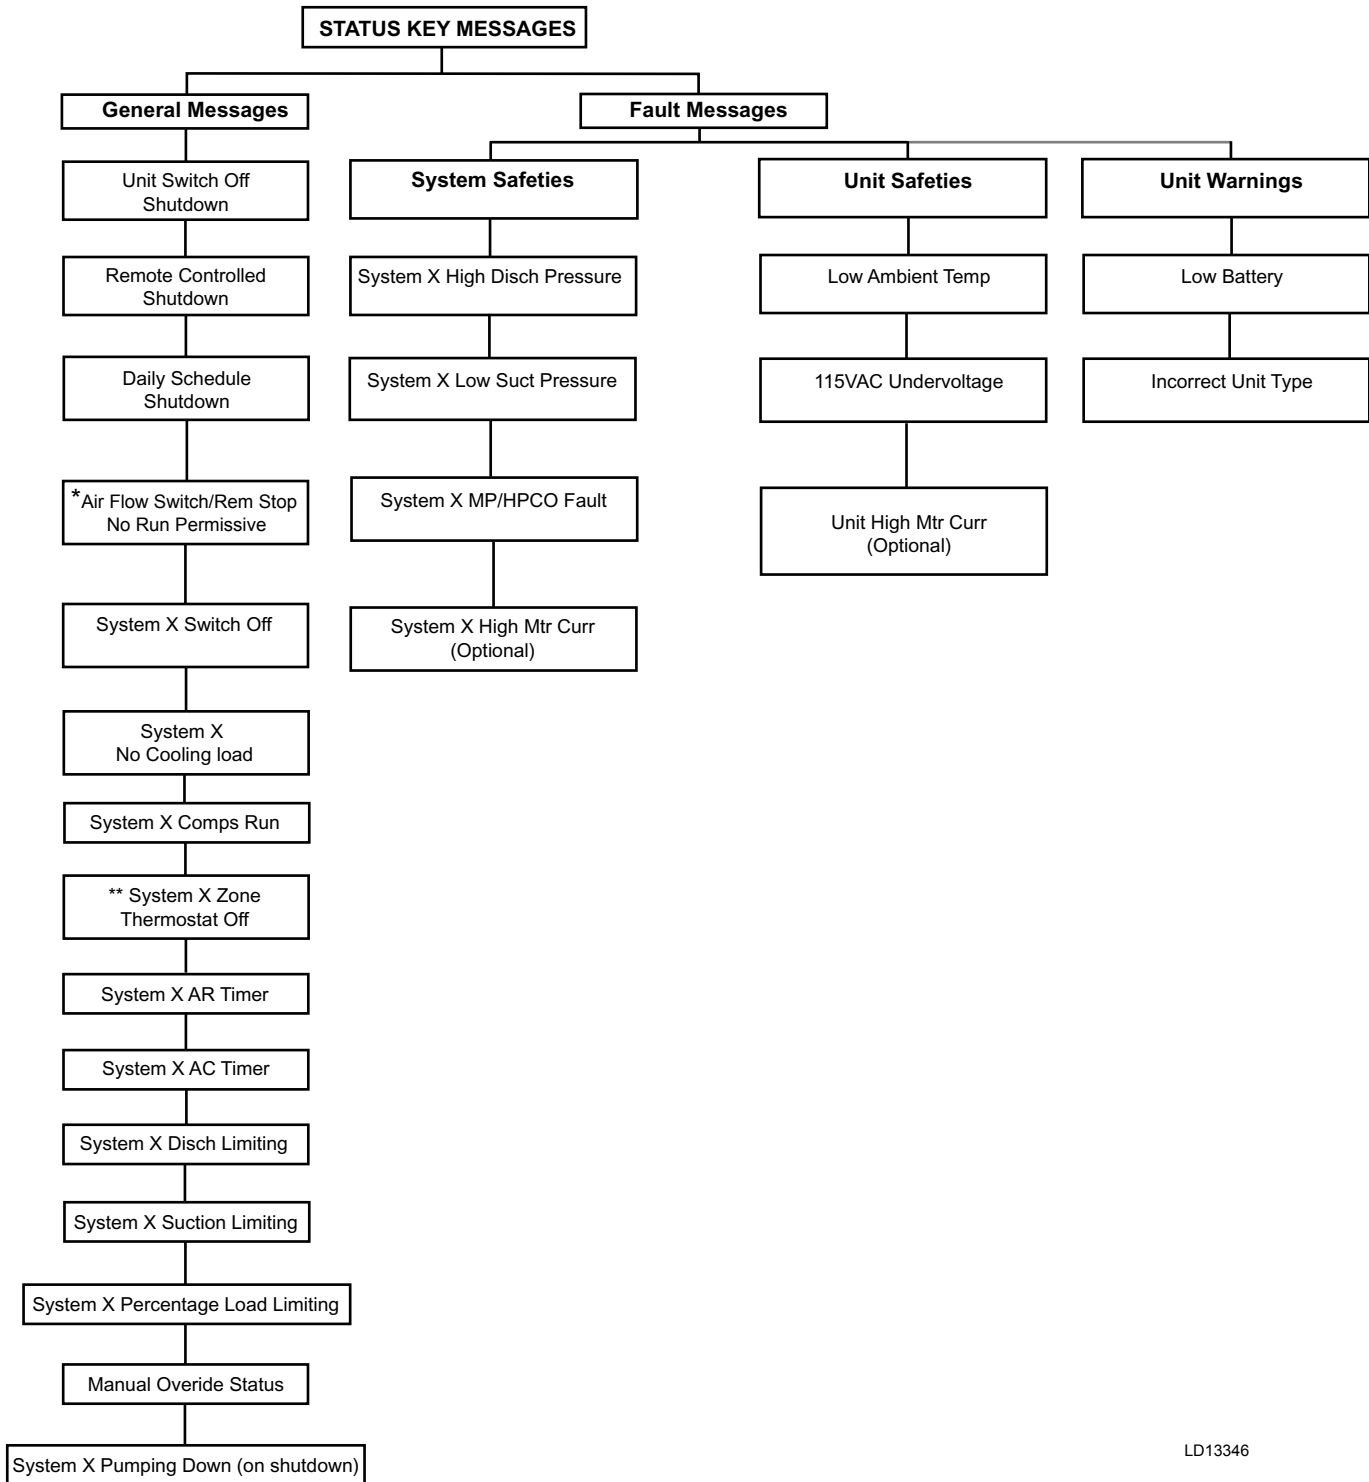 STATUS KEY MESSAGES
General Messages
Fault Messages
Unit Switch Off
Shutdown
Remote Controlled
Shutdown
Daily Schedule
Shutdown
*Air Flow Switch/Rem Stop
No Run Permissive
System X Switch Off
System X
No Cooling load
System X Comps Run
** System X Zone
Thermostat Off
System X AR Timer
System X AC Timer
System X Disch Limiting
System X Suction Limiting
System X Percentage Load Limiting
Manual Overide Status
System X Pumping Down (on shutdown)
System Safeties
System X High Disch Pressure
System X Low Suct Pressure
System X MP/HPCO Fault
System X High Mtr Curr
(Optional)
Unit Safeties
Low Ambient Temp
115VAC Undervoltage
Unit High Mtr Curr
(Optional)
Unit Warnings
Low Battery
Incorrect Unit Type
LD13346